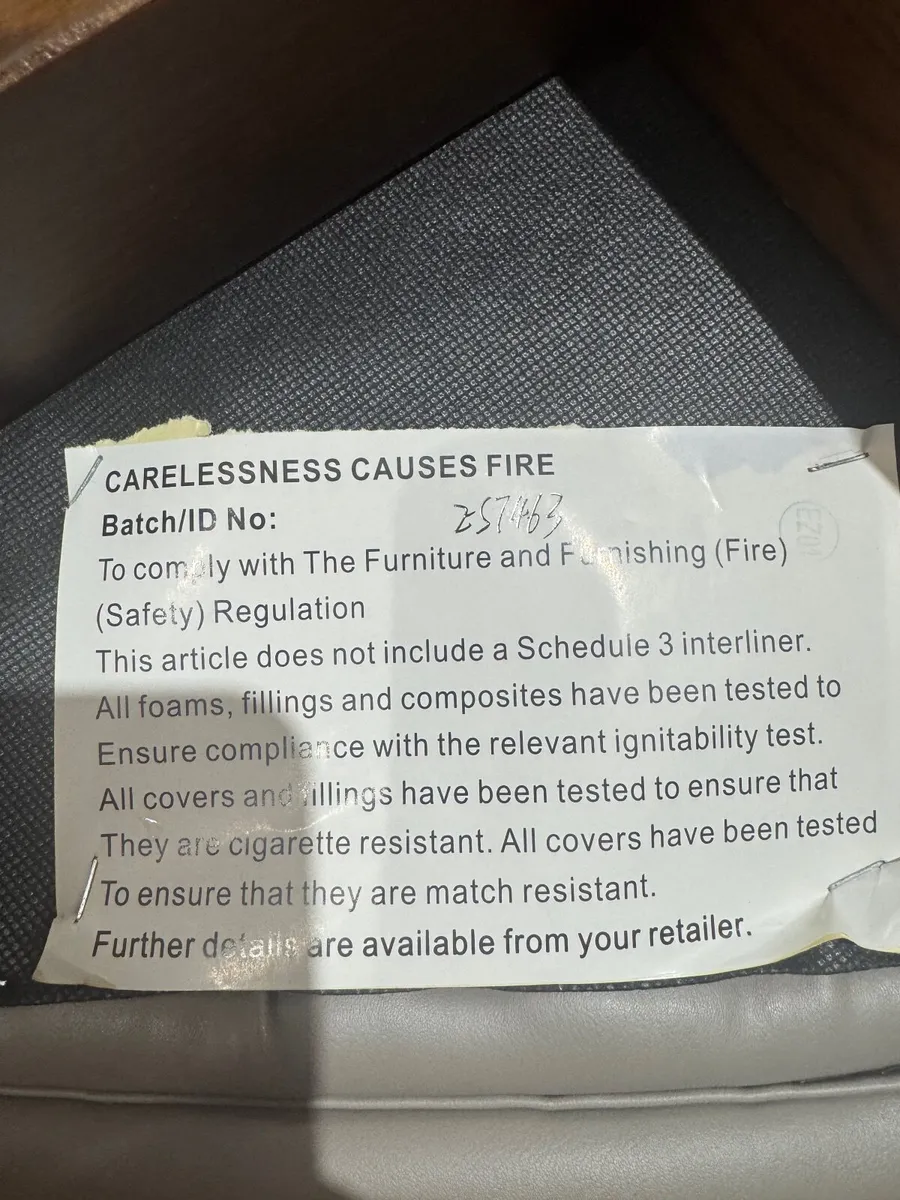 CARELESSNESS CAUSES FIRE
Batch/ID No: ZS7463
To comply with The Furniture and Furnishing (Fire)
(Safety) Regulation
This article does not include a Schedule 3 interliner.
All foams, fillings and composites have been tested to
Ensure compliance with the relevant ignitability test.
All covers and fillings have been tested to ensure that
They are cigarette resistant. All covers have been tested
To ensure that they are match resistant.
Further details are available from your retailer.